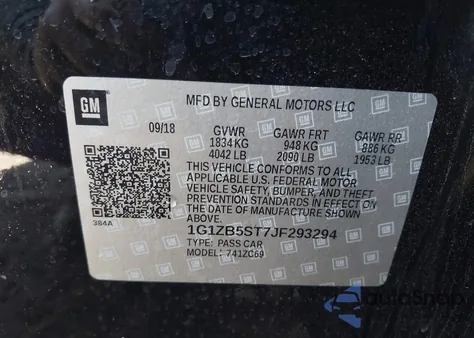 GM
MFD BY GENERAL MOTORS LLC
09/18 GVWR GAWR FRT GAWR RR
1834 KG 948 KG 886 KG
4042 LB 2090 LB 1953 LB
THIS VEHICLE CONFORMS TO ALL
APPLICABLE U.S. FEDERAL MOTOR
VEHICLE SAFETY, BUMPER, AND THEFT
PREVENTION STANDARDS IN EFFECT
ON THE DATE OF MANUFACTURE
SHOWN ABOVE.
1G1ZB5ST7JF293294
TYPE: PASS CAR
MODEL: 741ZC69
384A
autoSnap